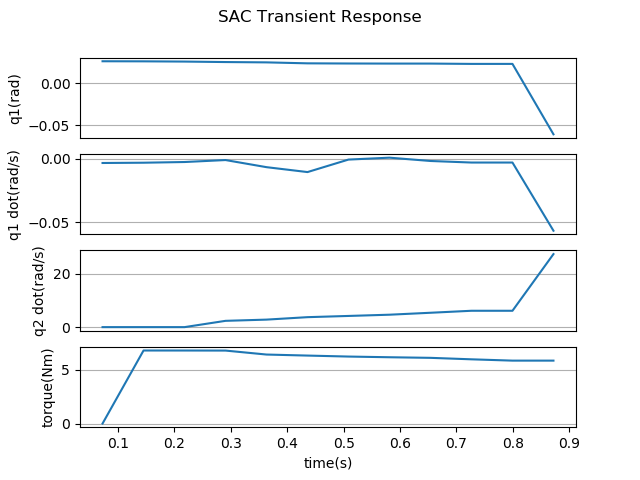 SAC Transient Response
q1(rad)
0.00
−0.05
q1 dot(rad/s)
0.00
−0.05
q2 dot(rad/s)
20
0
torque(Nm)
5
0
0.1 0.2 0.3 0.4 0.5 0.6 0.7 0.8 0.9
time(s)